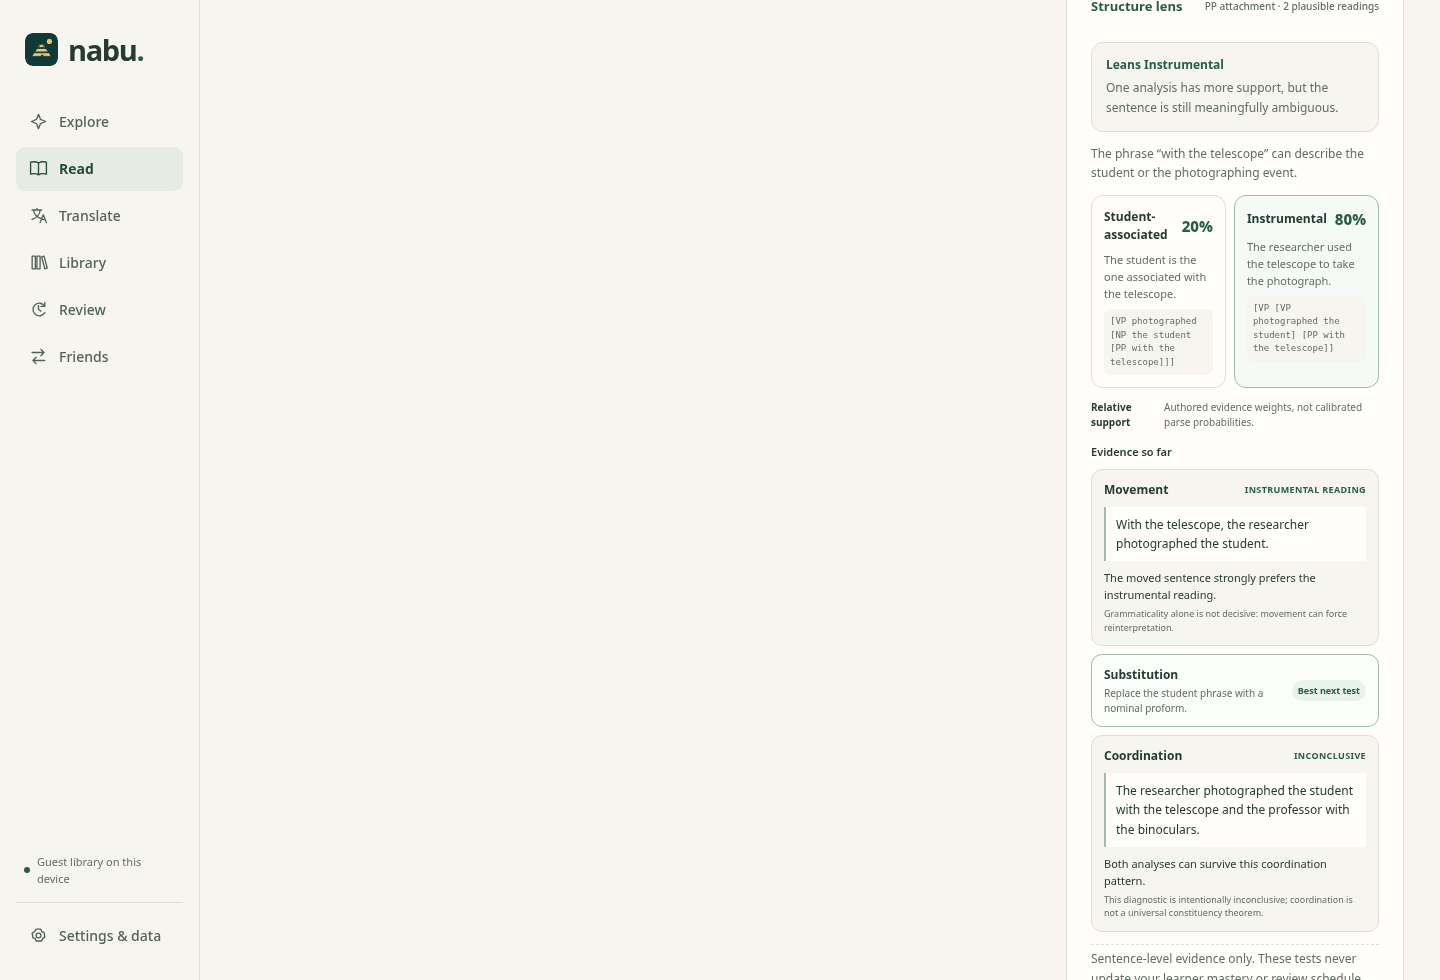 nabu.
Explore
Read
Translate
Library
Review
Friends
Guest library on this
device
Settings & data
Structure lens
PP attachment · 2 plausible readings
Leans Instrumental
One analysis has more support, but the
sentence is still meaningfully ambiguous.
The phrase “with the telescope” can describe the
student or the photographing event.
Student-
associated
20%
The student is the
one associated with
the telescope.
[VP photographed
[NP the student
[PP with the
telescope]]]
Instrumental
80%
The researcher used
the telescope to take
the photograph.
[VP [VP
photographed the
student] [PP with
the telescope]]
Relative
support
Authored evidence weights, not calibrated
parse probabilities.
Evidence so far
Movement
INSTRUMENTAL READING
With the telescope, the researcher
photographed the student.
The moved sentence strongly prefers the
instrumental reading.
Grammaticality alone is not decisive: movement can force
reinterpretation.
Substitution
Replace the student phrase with a
nominal proform.
Best next test
Coordination
INCONCLUSIVE
The researcher photographed the student
with the telescope and the professor with
the binoculars.
Both analyses can survive this coordination
pattern.
This diagnostic is intentionally inconclusive; coordination is
not a universal constituency theorem.
Sentence-level evidence only. These tests never
update your learner mastery or review schedule